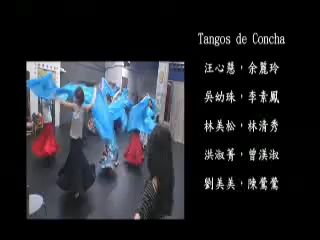 Tangos de Concha
汪心慧，余麗玲
吳幼珠，李素鳳
林美松，林清秀
洪淑菁，曾渼淑
劉美美，陳鶯鶯